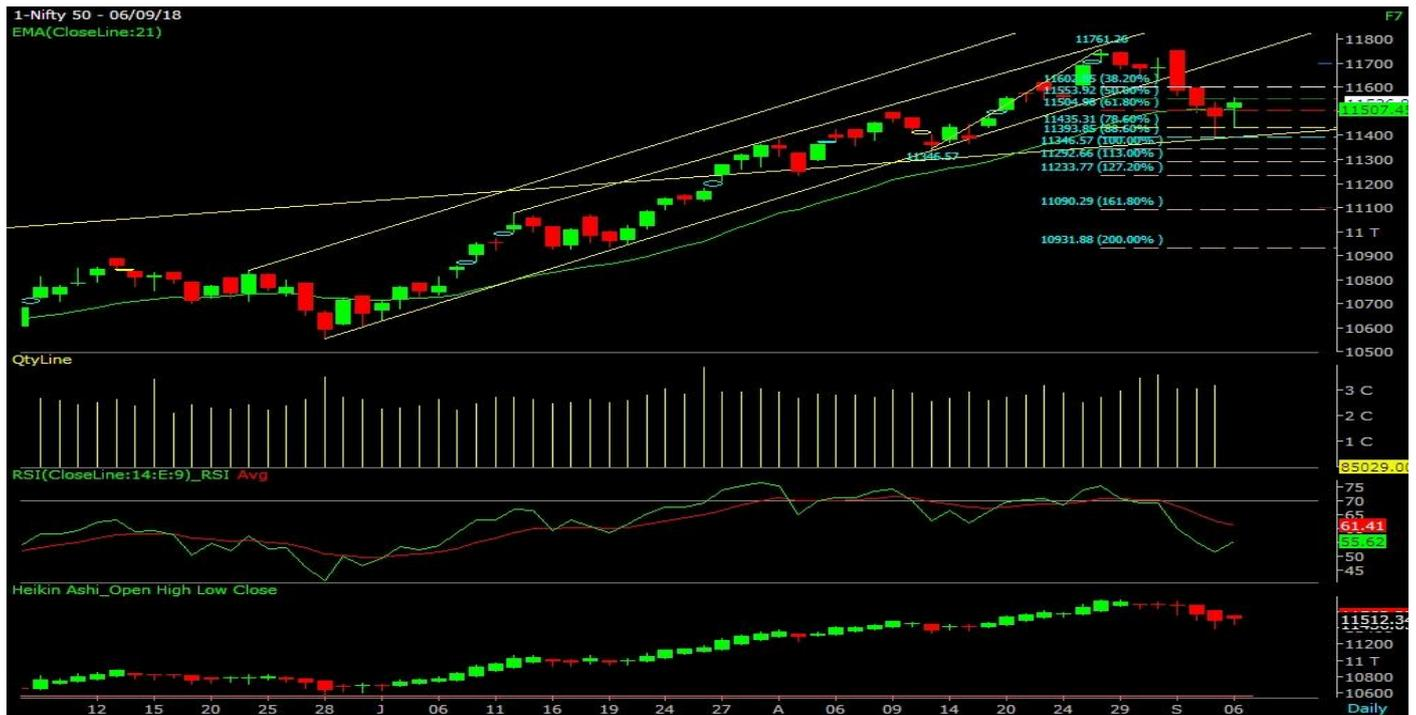 1-Nifty 50 - 06/09/18
F7
EMA(CloseLine:21)
11761.26
11602.85 (38.20% )
11553.92 (50.00% )
11504.98 (61.80% )
11435.31 (78.60% )
11393.85 (88.60% )
11346.57 (100.00% )
11292.66 (113.00% )
11233.77 (127.20% )
11090.29 (161.80% )
10931.88 (200.00% )
11346.57
11800
11700
11600
11507.45
11400
11300
11200
11100
11 T
10900
10800
10700
10600
10500
QtyLine
3 C
2 C
1 C
85029.00
RSI(CloseLine:14:E:9)_RSI Avg
75
70
65
61.41
55.62
50
45
Heikin Ashi_Open High Low Close
11512.34
11200
11 T
10800
10600
12 15 20 25 28 J 06 11 16 19 24 27 A 06 09 14 20 24 29 S 06
Daily